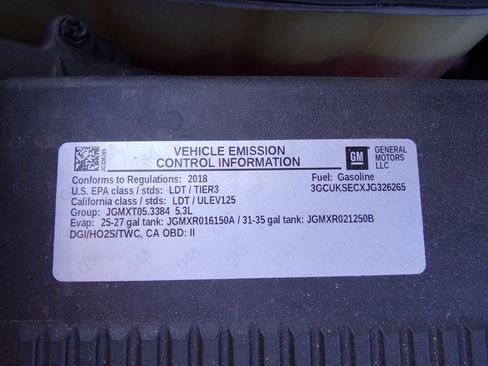 VEHICLE EMISSION
CONTROL INFORMATION
GM
GENERAL
MOTORS
LLC
JG326265
Conforms to Regulations: 2018
Fuel: Gasoline
U.S. EPA class / stds: LDT / TIER3
3GCUKSECXJG326265
California class / stds: LDT / ULEV125
Group: JGMXT05.3384 5.3L
Evap: 25-27 gal tank: JGMXR016150A / 31-35 gal tank: JGMXR021250B
DGI/HO2S/TWC, CA OBD: II